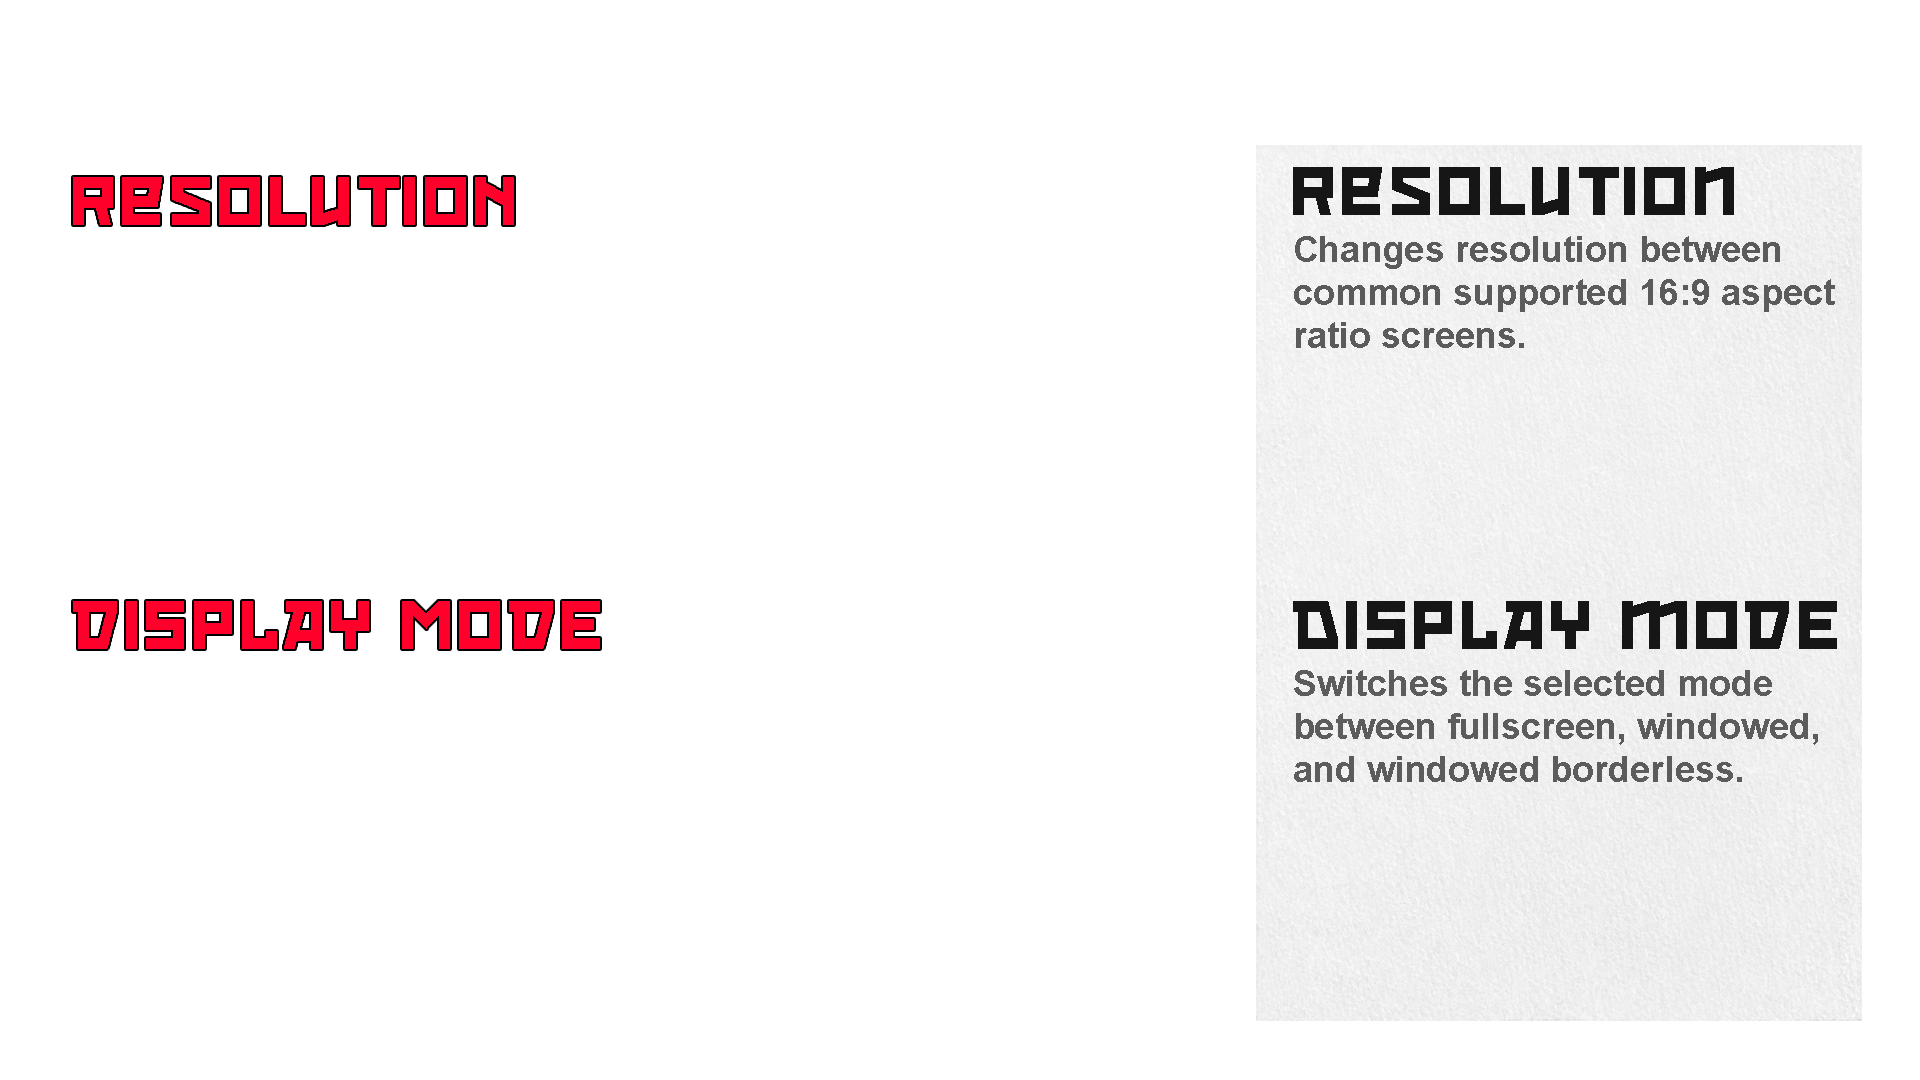 RESOLUTION
RESOLUTION
Changes resolution between
common supported 16:9 aspect
ratio screens.
DISPLAY MODE
DISPLAY MODE
Switches the selected mode
between fullscreen, windowed,
and windowed borderless.